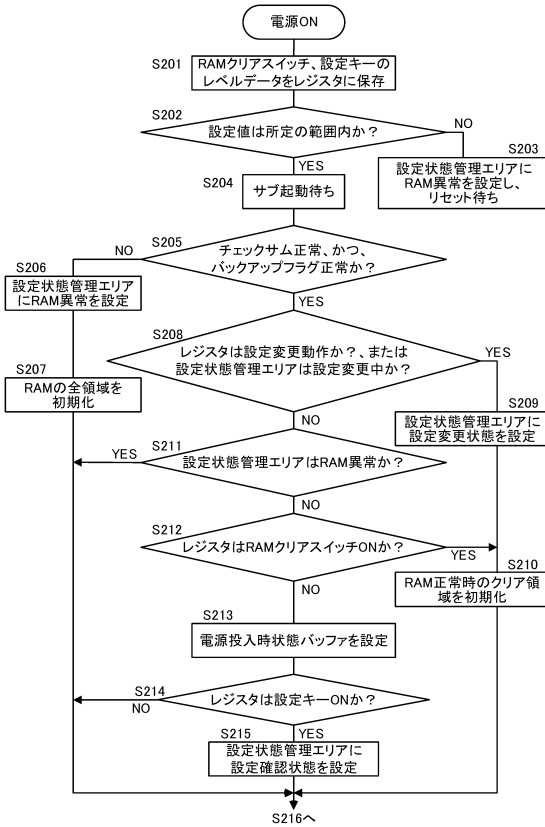 電源ON
S201
RAMクリアスイッチ、設定キーの
レベルデータをレジスタに保存
S202
設定値は所定の範囲内か？
NO
S203
設定状態管理エリアに
RAM異常を設定し、
リセット待ち
YES
S204
サブ起動待ち
S205
チェックサム正常、かつ、
バックアップフラグ正常か？
NO
S206
設定状態管理エリア
にRAM異常を設定
YES
S208
レジスタは設定変更動作か？、または
設定状態管理エリアは設定変更中か？
YES
S207
RAMの全領域を
初期化
NO
S209
設定状態管理エリアに
設定変更状態を設定
S211
YES
設定状態管理エリアはRAM異常か？
NO
S212
レジスタはRAMクリアスイッチONか？
YES
S210
RAM正常時のクリア領
域を初期化
NO
S213
電源投入時状態バッファを設定
S214
レジスタは設定キーONか？
NO
YES
S215
設定状態管理エリアに
設定確認状態を設定
S216へ